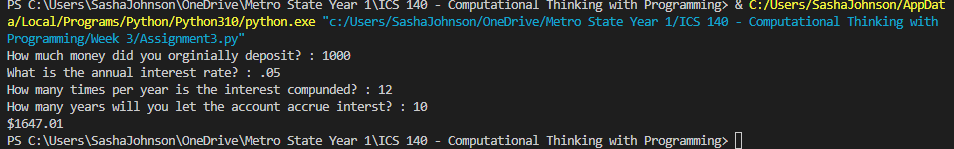 PS C:\Users\SashaJohnson\OneDrive\Metro State Year 1\ICS 140 - Computational Thinking with Programming> & C:/Users/SashaJohnson/AppDat
a/Local/Programs/Python/Python310/python.exe "c:/Users/SashaJohnson/OneDrive/Metro State Year 1/ICS 140 - Computational Thinking with
Programming/Week 3/Assignment3.py"
How much money did you orginially deposit? : 1000
What is the annual interest rate? : .05
How many times per year is the interest compunded? : 12
How many years will you let the account accrue interst? : 10
$1647.01
PS C:\Users\SashaJohnson\OneDrive\Metro State Year 1\ICS 140 - Computational Thinking with Programming>